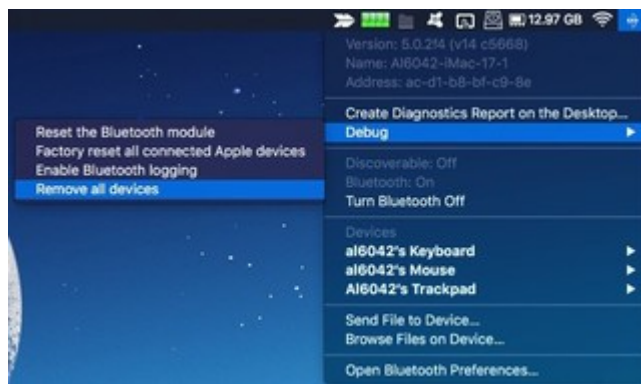 12.97 GB
Version: 5.0.2f4 (v14 c5668)
Name: Al6042-iMac-17-1
Address: ac-d1-b8-bf-c9-8e
Create Diagnostics Report on the Desktop...
Debug
Reset the Bluetooth module
Factory reset all connected Apple devices
Enable Bluetooth logging
Remove all devices
Discoverable: Off
Bluetooth: On
Turn Bluetooth Off
Devices
al6042's Keyboard
al6042's Mouse
Al6042's Trackpad
Send File to Device...
Browse Files on Device...
Open Bluetooth Preferences...